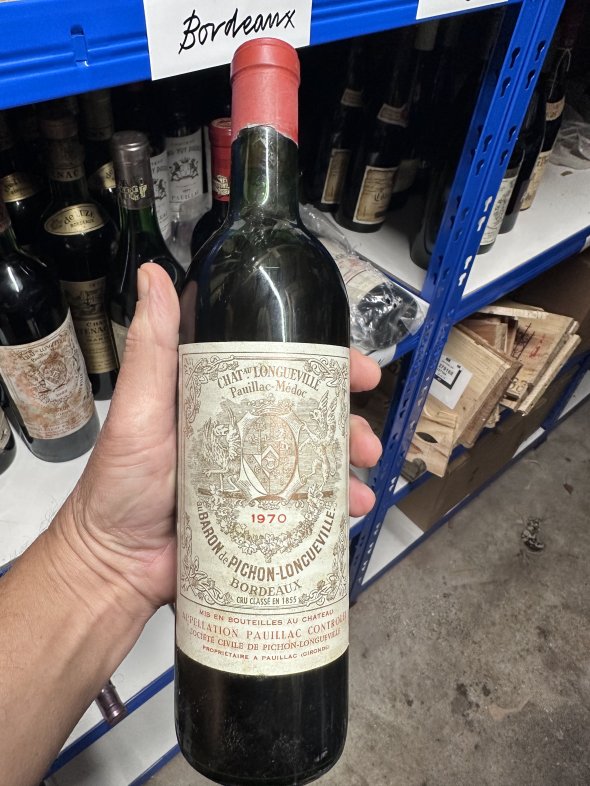 Bordeaux
CHAT. AU LONGUEVILLE
Pauillac-Médoc
1970
AU BARON de PICHON-LONGUEVILLE
BORDEAUX
CRU CLASSÉ EN 1855
MIS EN BOUTEILLES AU CHATEAU
APPELLATION PAUILLAC CONTROLÉE
SOCIÉTÉ CIVILE DE PICHON-LONGUEVILLE
PROPRIÉTAIRE A PAUILLAC (GIRONDE)